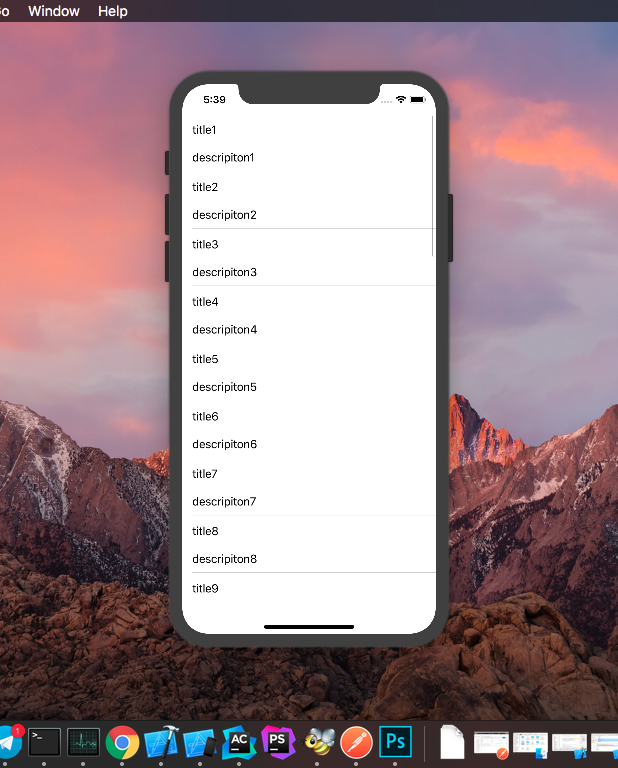 Window Help
5:39
title1
descripiton1
title2
descripiton2
title3
descripiton3
title4
descripiton4
title5
descripiton5
title6
descripiton6
title7
descripiton7
title8
descripiton8
title9
1
>_
AC
PS
Ps